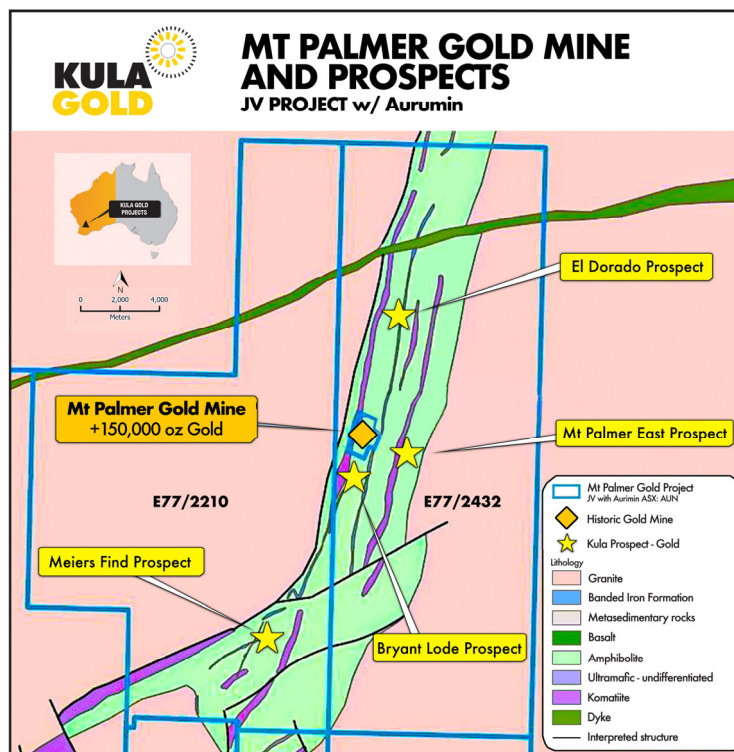 KULA
GOLD
MT PALMER GOLD MINE
AND PROSPECTS
JV PROJECT w/ Aurumin
KULA GOLD
PROJECTS
N
0 2,000 4,000
Meters
El Dorado Prospect
Mt Palmer Gold Mine
+150,000 oz Gold
Mt Palmer East Prospect
E77/2210
E77/2432
Meiers Find Prospect
Bryant Lode Prospect
Mt Palmer Gold Project
JV with Aurimin ASX: AUN
Historic Gold Mine
Kula Prospect - Gold
Lithology
Granite
Banded Iron Formation
Metasedimentary rocks
Basalt
Amphibolite
Ultramafic - undifferentiated
Komatiite
Dyke
Interpreted structure